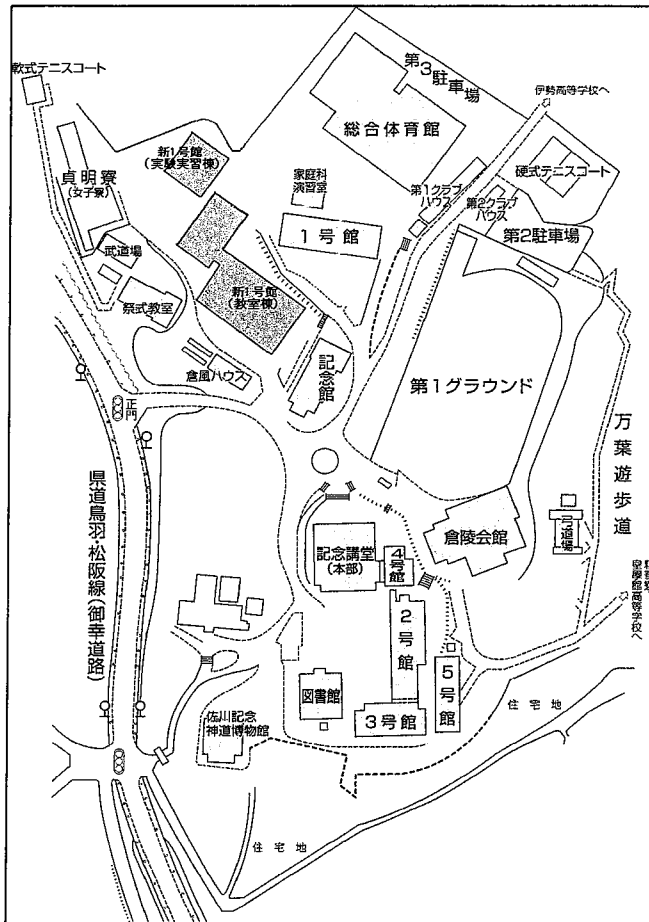 軟式テニスコート
第3駐車場
伊勢高等学校へ
総合体育館
新1号館
(実験実習棟)
家庭科
演習室
硬式テニスコート
貞明寮
(女子寮)
第1クラブ
ハウス
第2クラブ
ハウス
1号館
第2駐車場
武道場
新1号館
(教室棟)
祭式教室
記念館
倉風ハウス
第1グラウンド
正門
万葉遊歩道
県道鳥羽・松阪線(御幸道路)
倉陵会館
弓道場
記念講堂
(本部)
4号館
皇學館高等学校へ
2号館
5号館
図書館
3号館
住宅地
佐川記念
神道博物館
住宅地